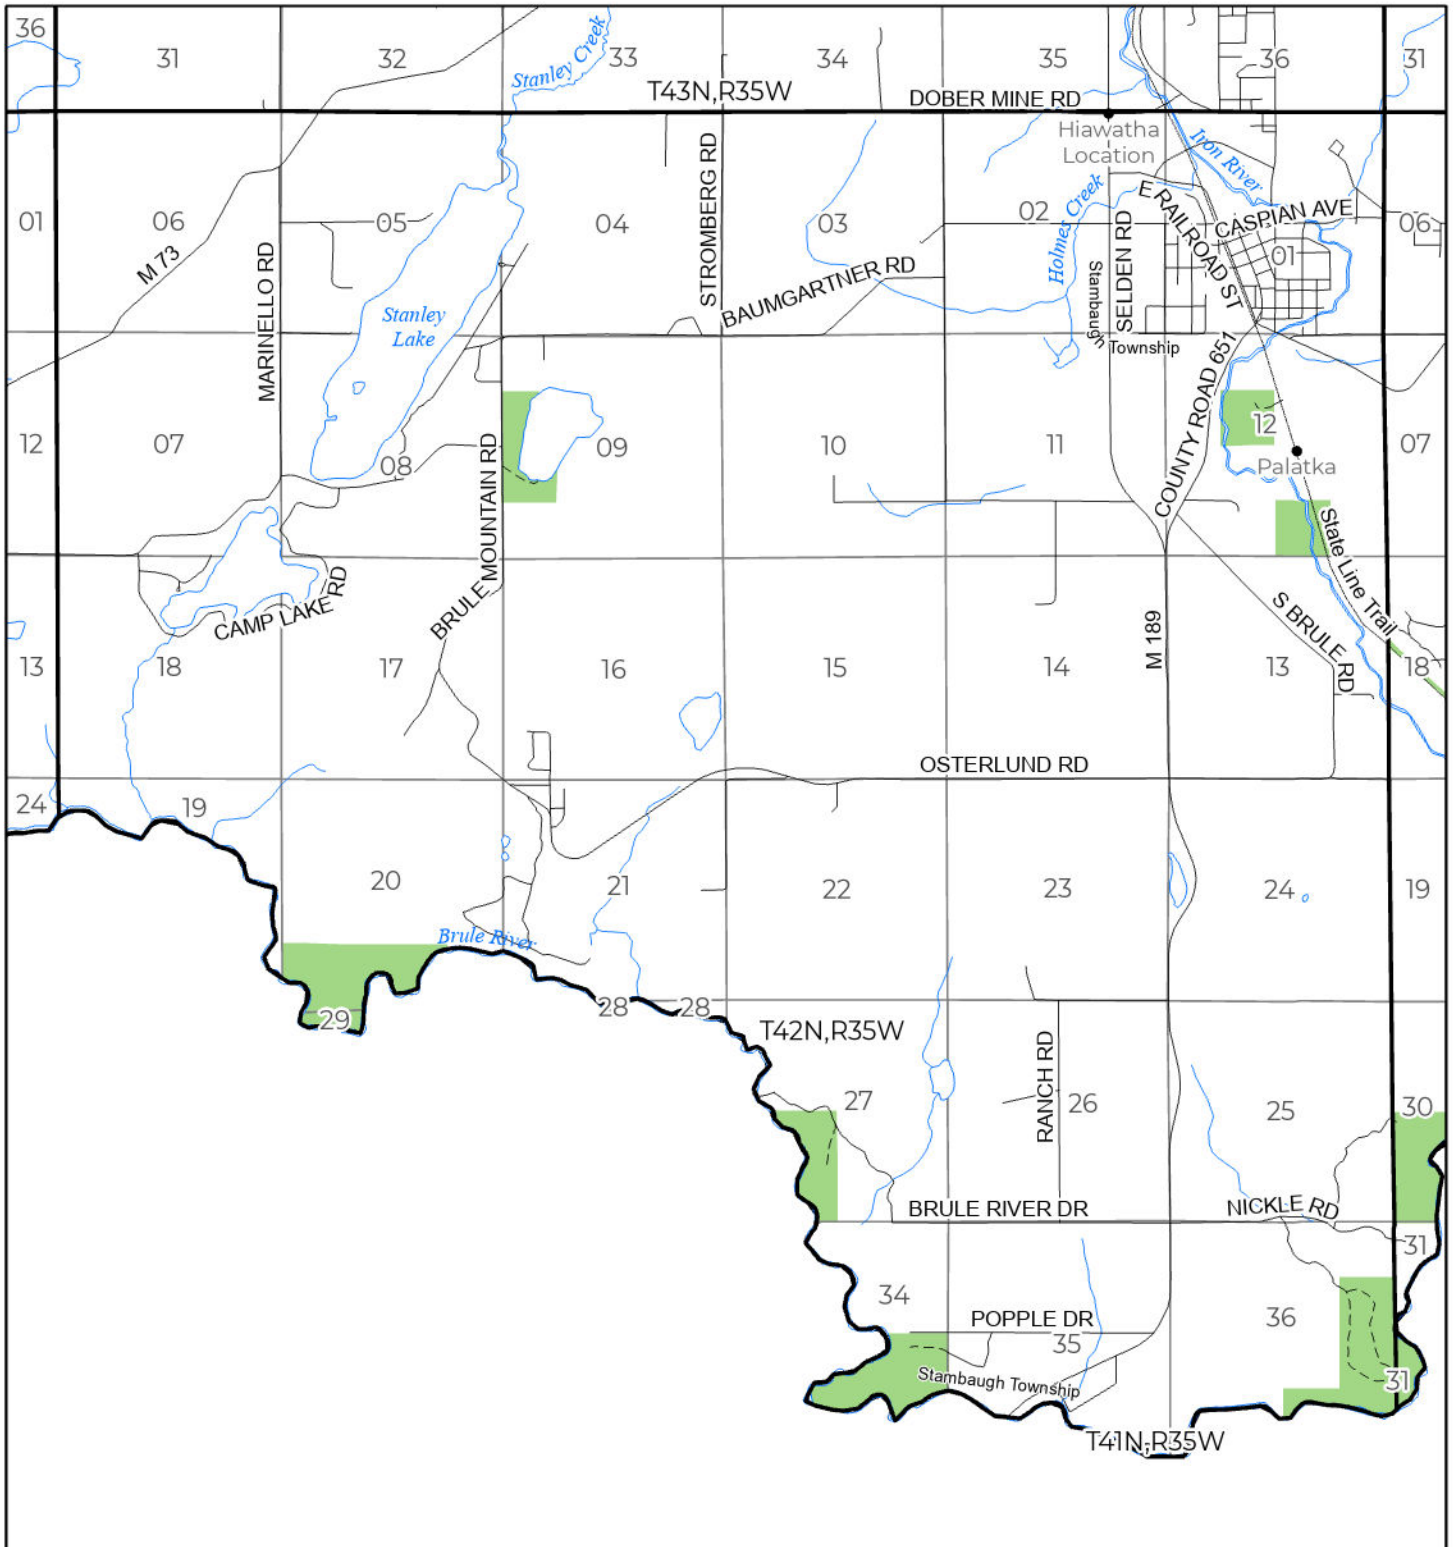 36
31
32
Stanley Creek
33
34
35
36
31
T43N,R35W
DOBER MINE RD
Hiawatha
Location
Iron River
01
06
05
04
03
02
01
06
M 73
MARINELLO RD
STROMBERG RD
BAUMGARTNER RD
Holmes Creek
SELDEN RD
E RAILROAD ST
CASPIAN AVE
Stanley
Lake
Stambaugh
Township
COUNTY ROAD 651
12
07
08
09
10
11
12
07
Palatka
BRULE MOUNTAIN RD
CAMP LAKE RD
State Line Trail
S BRULE RD
M 189
13
18
17
16
15
14
13
18
OSTERLUND RD
24
19
20
21
22
23
24
19
Brule River
29
28
28
T42N,R35W
RANCH RD
27
26
25
30
BRULE RIVER DR
NICKLE RD
31
34
POPPLE DR
35
36
Stambaugh Township
31
T41N,R35W